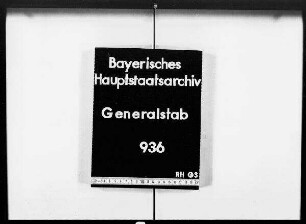 Bayerisches
Hauptstaatsarchiv
Generalstab
936